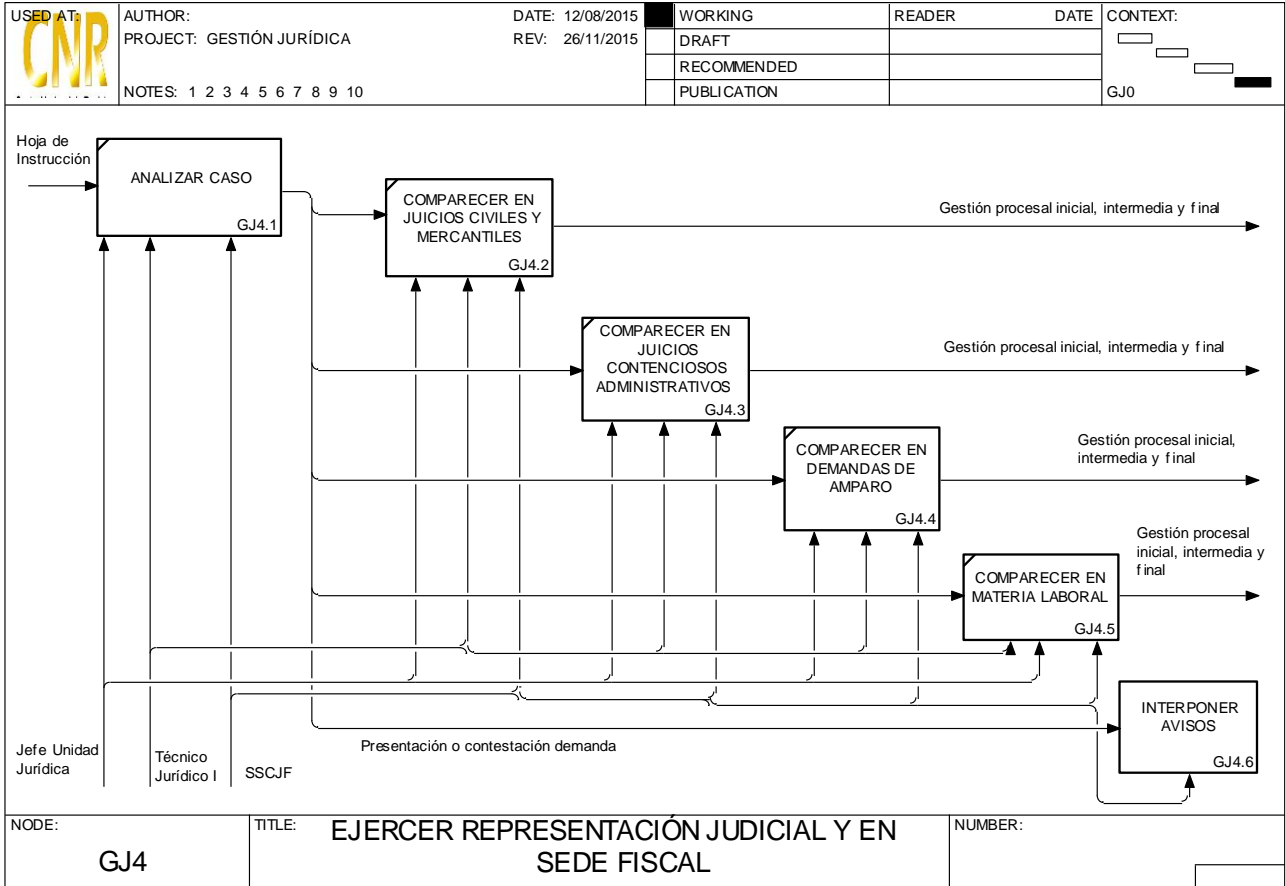 USED AT:
CNR
AUTHOR:
PROJECT: GESTIÓN JURÍDICA
NOTES: 1 2 3 4 5 6 7 8 9 10
DATE: 12/08/2015
REV: 26/11/2015
WORKING
DRAFT
RECOMMENDED
PUBLICATION
READER DATE
CONTEXT:
GJ0
Hoja de
Instrucción
ANALIZAR CASO
GJ4.1
COMPARECER EN
JUICIOS CIVILES Y
MERCANTILES
GJ4.2
Gestión procesal inicial, intermedia y final
COMPARECER EN
JUICIOS
CONTENCIOSOS
ADMINISTRATIVOS
GJ4.3
Gestión procesal inicial, intermedia y final
COMPARECER EN
DEMANDAS DE
AMPARO
GJ4.4
Gestión procesal inicial,
intermedia y final
COMPARECER EN
MATERIA LABORAL
GJ4.5
Gestión procesal
inicial, intermedia y
final
INTERPONER
AVISOS
GJ4.6
Jefe Unidad
Jurídica
Técnico
Jurídico I
SSCJF
Presentación o contestación demanda
NODE:
GJ4
TITLE:
EJERCER REPRESENTACIÓN JUDICIAL Y EN
SEDE FISCAL
NUMBER: